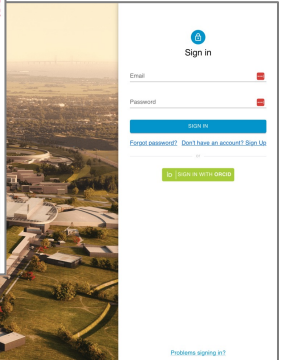 Sign in
Email
Password
SIGN IN
Forgot password? Don't have an account? Sign Up
or
iD SIGN IN WITH ORCID
Problems signing in?